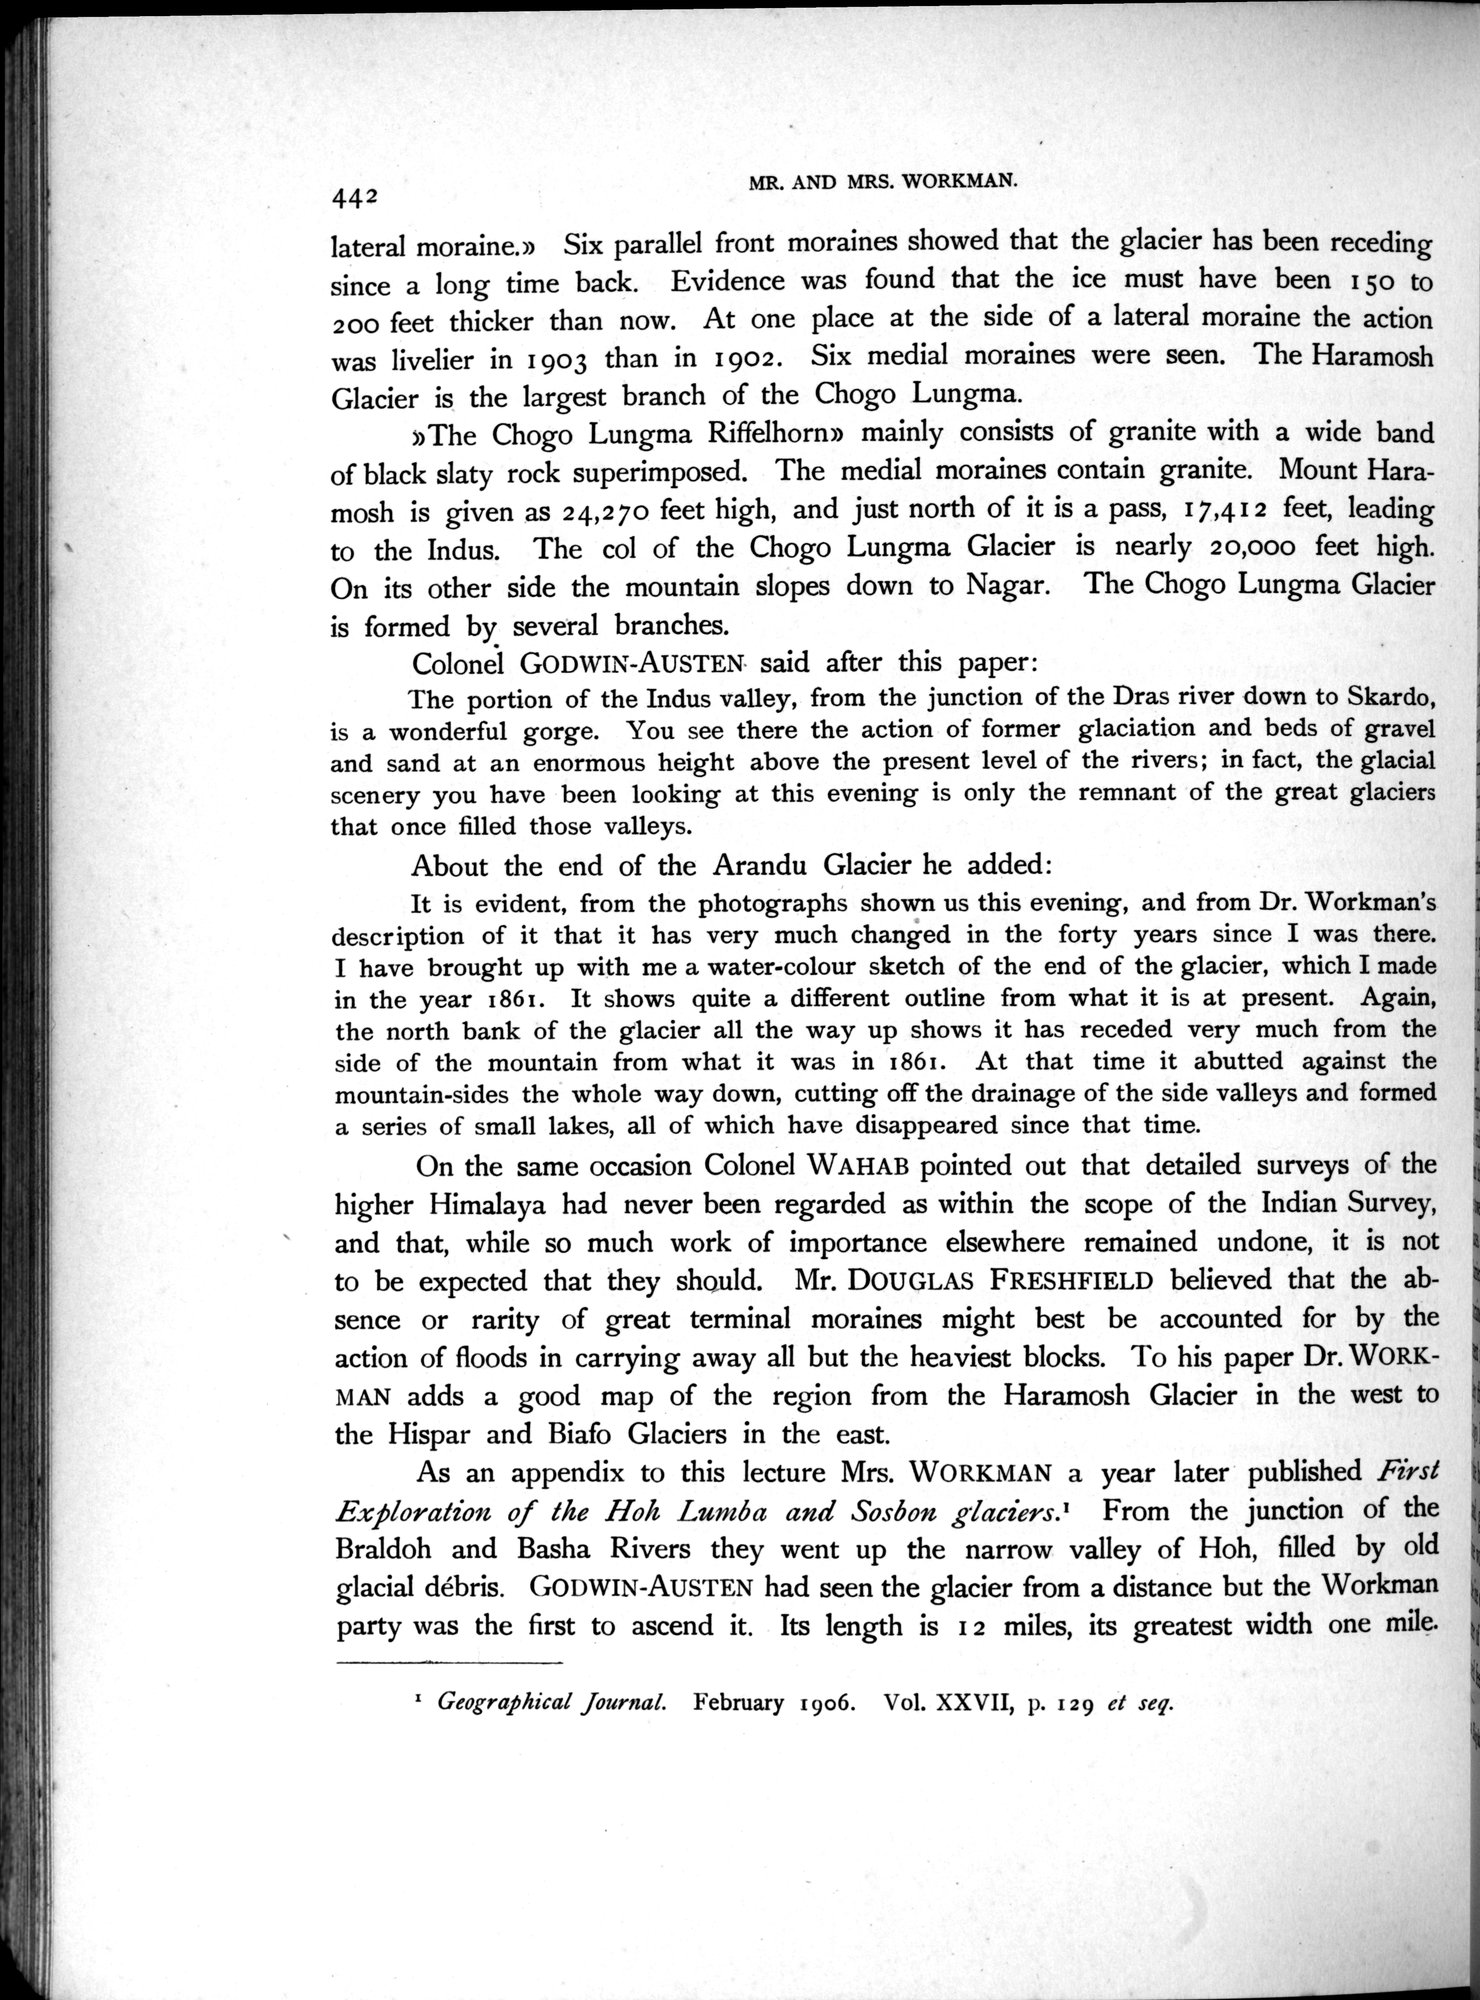 442
MR. AND MRS. WORKMAN.
lateral moraine.» Six parallel front moraines showed that the glacier has been receding
since a long time back. Evidence was found that the ice must have been 150 to
200 feet thicker than now. At one place at the side of a lateral moraine the action
was livelier in 1903 than in 1902. Six medial moraines were seen. The Haramosh
Glacier is the largest branch of the Chogo Lungma.
»The Chogo Lungma Riffelhorn» mainly consists of granite with a wide band
of black slaty rock superimposed. The medial moraines contain granite. Mount Hara-
mosh is given as 24,270 feet high, and just north of it is a pass, 17,412 feet, leading
to the Indus. The col of the Chogo Lungma Glacier is nearly 20,000 feet high.
On its other side the mountain slopes down to Nagar. The Chogo Lungma Glacier
is formed by several branches.
Colonel GODWIN-AUSTEN said after this paper:
The portion of the Indus valley, from the junction of the Dras river down to Skardo,
is a wonderful gorge. You see there the action of former glaciation and beds of gravel
and sand at an enormous height above the present level of the rivers; in fact, the glacial
scenery you have been looking at this evening is only the remnant of the great glaciers
that once filled those valleys.
About the end of the Arandu Glacier he added:
It is evident, from the photographs shown us this evening, and from Dr. Workman's
description of it that it has very much changed in the forty years since I was there.
I have brought up with me a water-colour sketch of the end of the glacier, which I made
in the year 1861. It shows quite a different outline from what it is at present. Again,
the north bank of the glacier all the way up shows it has receded very much from the
side of the mountain from what it was in 1861. At that time it abutted against the
mountain-sides the whole way down, cutting off the drainage of the side valleys and formed
a series of small lakes, all of which have disappeared since that time.
On the same occasion Colonel WAHAB pointed out that detailed surveys of the
higher Himalaya had never been regarded as within the scope of the Indian Survey,
and that, while so much work of importance elsewhere remained undone, it is not
to be expected that they should. Mr. DOUGLAS FRESHFIELD believed that the ab-
sence or rarity of great terminal moraines might best be accounted for by the
action of floods in carrying away all but the heaviest blocks. To his paper Dr. WORK-
MAN adds a good map of the region from the Haramosh Glacier in the west to
the Hispar and Biafo Glaciers in the east.
As an appendix to this lecture Mrs. WORKMAN a year later published First
Exploration of the Hoh Lumba and Sosbon glaciers.¹ From the junction of the
Braldoh and Basha Rivers they went up the narrow valley of Hoh, filled by old
glacial débris. GODWIN-AUSTEN had seen the glacier from a distance but the Workman
party was the first to ascend it. Its length is 12 miles, its greatest width one mile.
¹ Geographical Journal. February 1906. Vol. XXVII, p. 129 et seq.